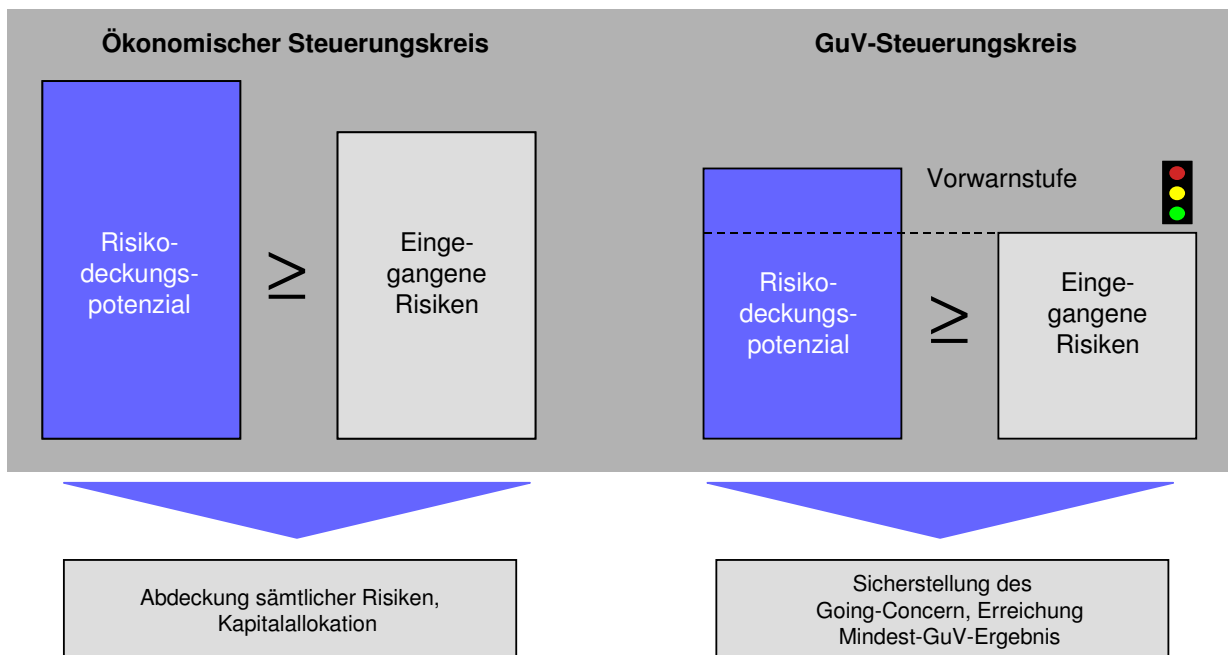 Ökonomischer Steuerungskreis
GuV-Steuerungskreis
Risiko-
deckungs-
potenzial
≥
Einge-
gangene
Risiken
Vorwarnstufe
Risiko-
deckungs-
potenzial
≥
Einge-
gangene
Risiken
Abdeckung sämtlicher Risiken,
Kapitalallokation
Sicherstellung des
Going-Concern, Erreichung
Mindest-GuV-Ergebnis